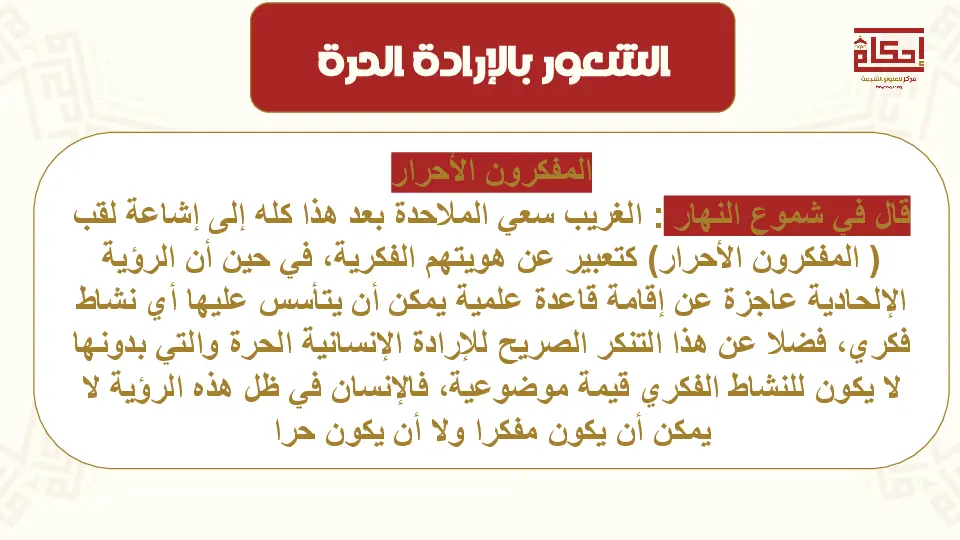 الشعور بالإرادة الحرة
إحكام
مركز للعلوم الشرعية
المفكرون الأحرار
قال في شموع النهار : الغريب سعي الملاحدة بعد هذا كله إلى إشاعة لقب
( المفكرون الأحرار) كتعبير عن هويتهم الفكرية، في حين أن الرؤية
الإلحادية عاجزة عن إقامة قاعدة علمية يمكن أن يتأسس عليها أي نشاط
فكري، فضلا عن هذا التنكر الصريح للإرادة الإنسانية الحرة والتي بدونها
لا يكون للنشاط الفكري قيمة موضوعية، فالإنسان في ظل هذه الرؤية لا
يمكن أن يكون مفكرا ولا أن يكون حرا